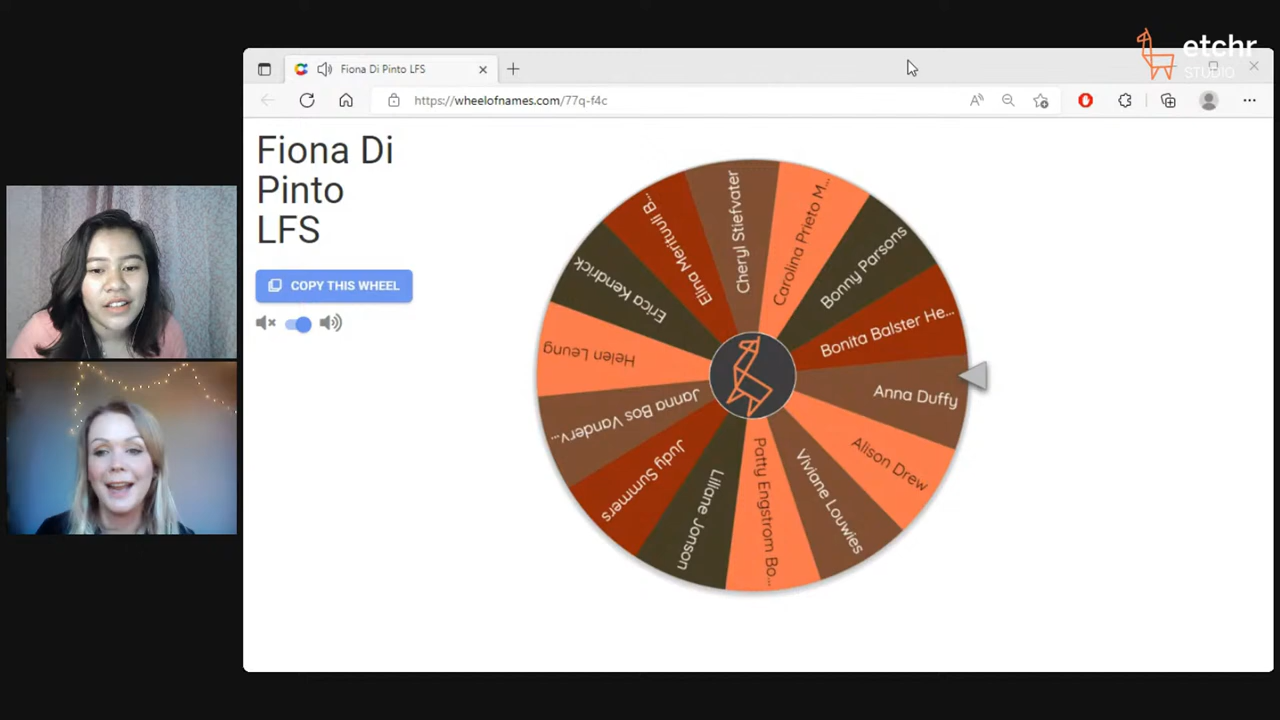 etchr
STUDIO
Fiona Di Pinto LFS
https://wheelofnames.com/77q-f4c
Fiona Di
Pinto
LFS
COPY THIS WHEEL
Cheryl Stiefvater
Carolina Prieto M...
Bonny Parsons
Bonita Balster He...
Anna Duffy
Alison Drew
Viviane Louwies
Patty Engstrom Bo...
Liliane Jonson
Judy Summers
Janna Bos Vanderv...
Helen Leung
Erica Kendrick
Elina Merituuli B...